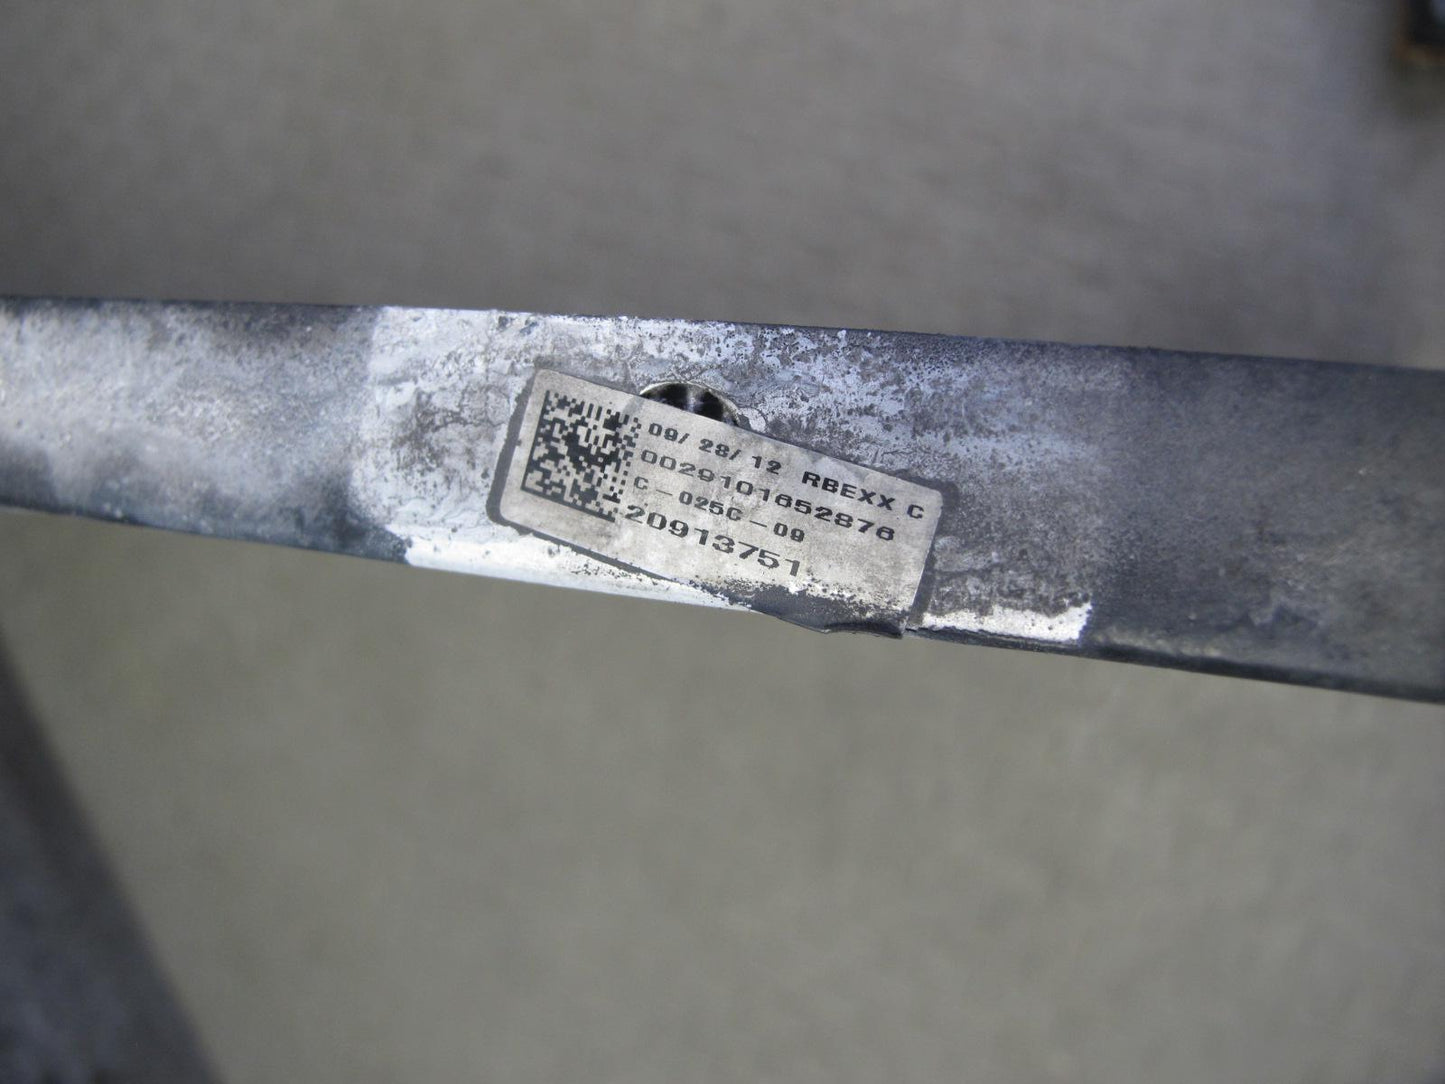 09/ 28/ 12 RBEXX C
0029101652876
C-025C-09
20913751